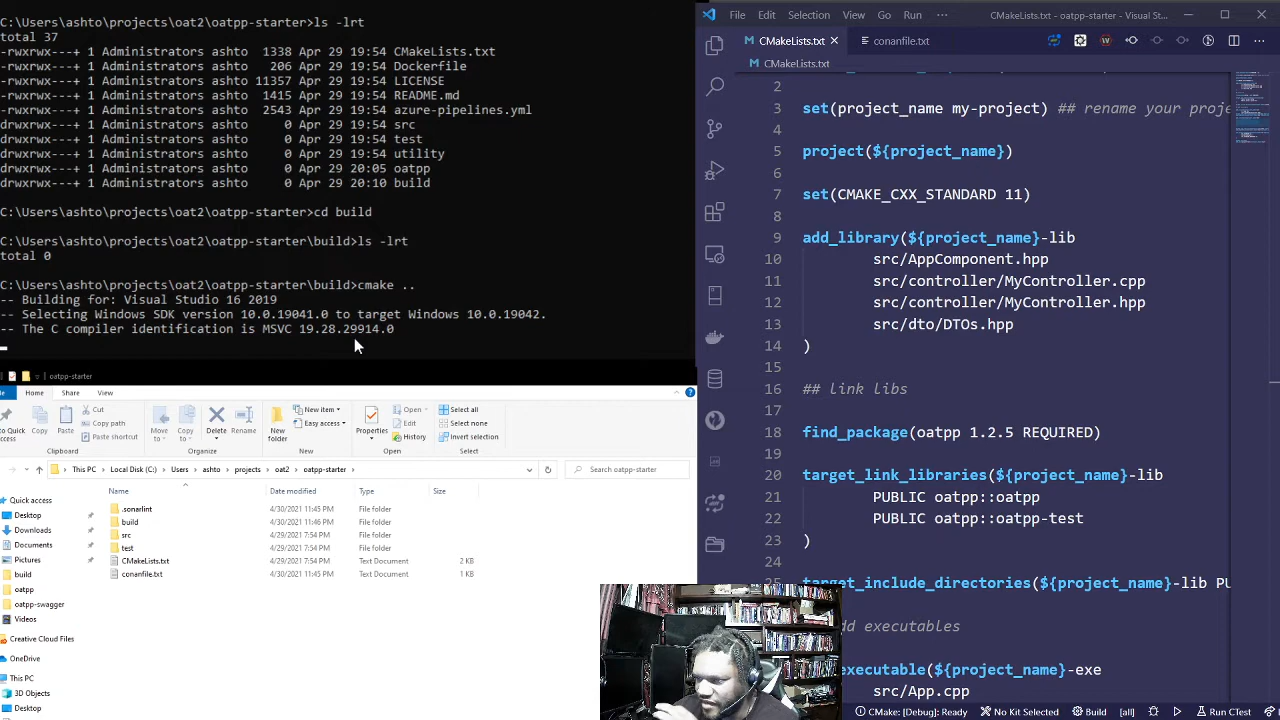 C:\Users\ashto\projects\oat2\oatpp-starter>ls -lrt
total 37
-rwxrwx--+ 1 Administrators ashto  1338 Apr 29 19:54 CMakeLists.txt
-rwxrwx--+ 1 Administrators ashto   206 Apr 29 19:54 Dockerfile
-rwxrwx--+ 1 Administrators ashto 11357 Apr 29 19:54 LICENSE
-rwxrwx--+ 1 Administrators ashto  1415 Apr 29 19:54 README.md
-rwxrwx--+ 1 Administrators ashto  2543 Apr 29 19:54 azure-pipelines.yml
drwxrwx--+ 1 Administrators ashto     0 Apr 29 19:54 src
drwxrwx--+ 1 Administrators ashto     0 Apr 29 19:54 test
drwxrwx--+ 1 Administrators ashto     0 Apr 29 19:54 utility
drwxrwx--+ 1 Administrators ashto     0 Apr 29 20:05 oatpp
drwxrwx--+ 1 Administrators ashto     0 Apr 29 20:10 build
C:\Users\ashto\projects\oat2\oatpp-starter>cd build
C:\Users\ashto\projects\oat2\oatpp-starter\build>ls -lrt
total 0
C:\Users\ashto\projects\oat2\oatpp-starter\build>cmake ..
-- Building for: Visual Studio 16 2019
-- Selecting Windows SDK version 10.0.19041.0 to target Windows 10.0.19042.
-- The C compiler identification is MSVC 19.28.29914.0
oatpp-starter
Home Share View
Quick access Copy Paste Cut Copy path Paste shortcut
Clipboard
Move to Copy to Delete Rename
Organize
New folder New item Easy access
New
Properties Open Edit History
Open
Select all Select none Invert selection
Select
This PC > Local Disk (C:) > Users > ashto > projects > oat2 > oatpp-starter
Search oatpp-starter
Quick access
Desktop
Downloads
Documents
Pictures
build
oatpp
oatpp-swagger
Videos
Creative Cloud Files
OneDrive
This PC
3D Objects
Desktop
Name Date modified Type Size
.sonarlint 4/30/2021 11:45 PM File folder
build 4/30/2021 11:46 PM File folder
src 4/29/2021 7:54 PM File folder
test 4/29/2021 7:54 PM File folder
CMakeLists.txt 4/29/2021 7:54 PM Text Document 2 KB
conanfile.txt 4/30/2021 11:45 PM Text Document 1 KB
File Edit Selection View Go Run ··· CMakeLists.txt - oatpp-starter - Visual St...
CMakeLists.txt conanfile.txt
CMakeLists.txt
2
3 set(project_name my-project) ## rename your proje
4
5 project(${project_name})
6
7 set(CMAKE_CXX_STANDARD 11)
8
9 add_library(${project_name}-lib
10 src/AppComponent.hpp
11 src/controller/MyController.cpp
12 src/controller/MyController.hpp
13 src/dto/DTOs.hpp
14 )
15
16 ## link libs
17
18 find_package(oatpp 1.2.5 REQUIRED)
19
20 target_link_libraries(${project_name}-lib
21 PUBLIC oatpp::oatpp
22 PUBLIC oatpp::oatpp-test
23 )
24
25 target_include_directories(${project_name}-lib PU
dd executables
executable(${project_name}-exe
src/App.cpp
CMake: [Debug]: Ready No Kit Selected Build [all] Run CTest